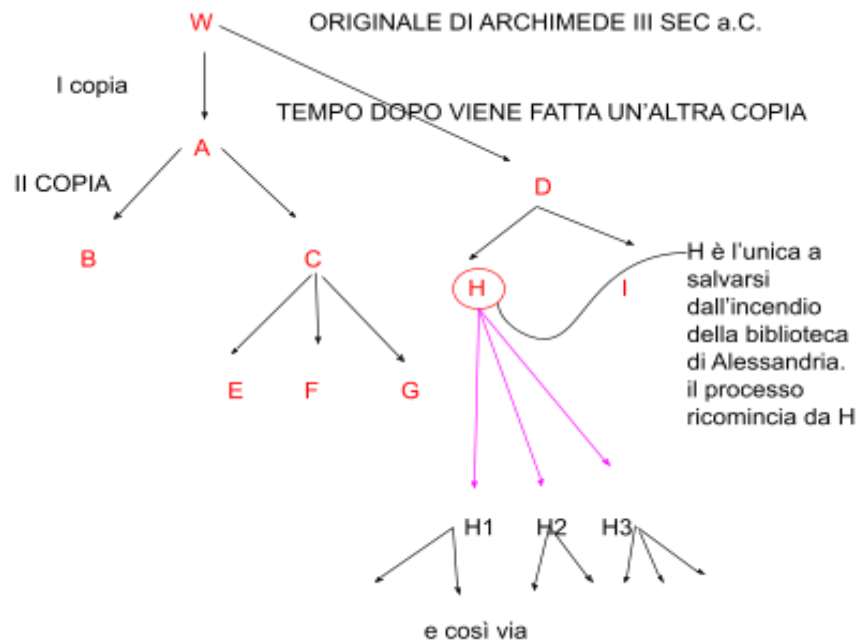 W
ORIGINALE DI ARCHIMEDE III SEC a.C.
I copia
TEMPO DOPO VIENE FATTA UN'ALTRA COPIA
A
II COPIA
D
B
C
H
I
H è l'unica a
salvarsi
dall'incendio
della biblioteca
di Alessandria.
il processo
ricomincia da H
E
F
G
H1
H2
H3
e così via